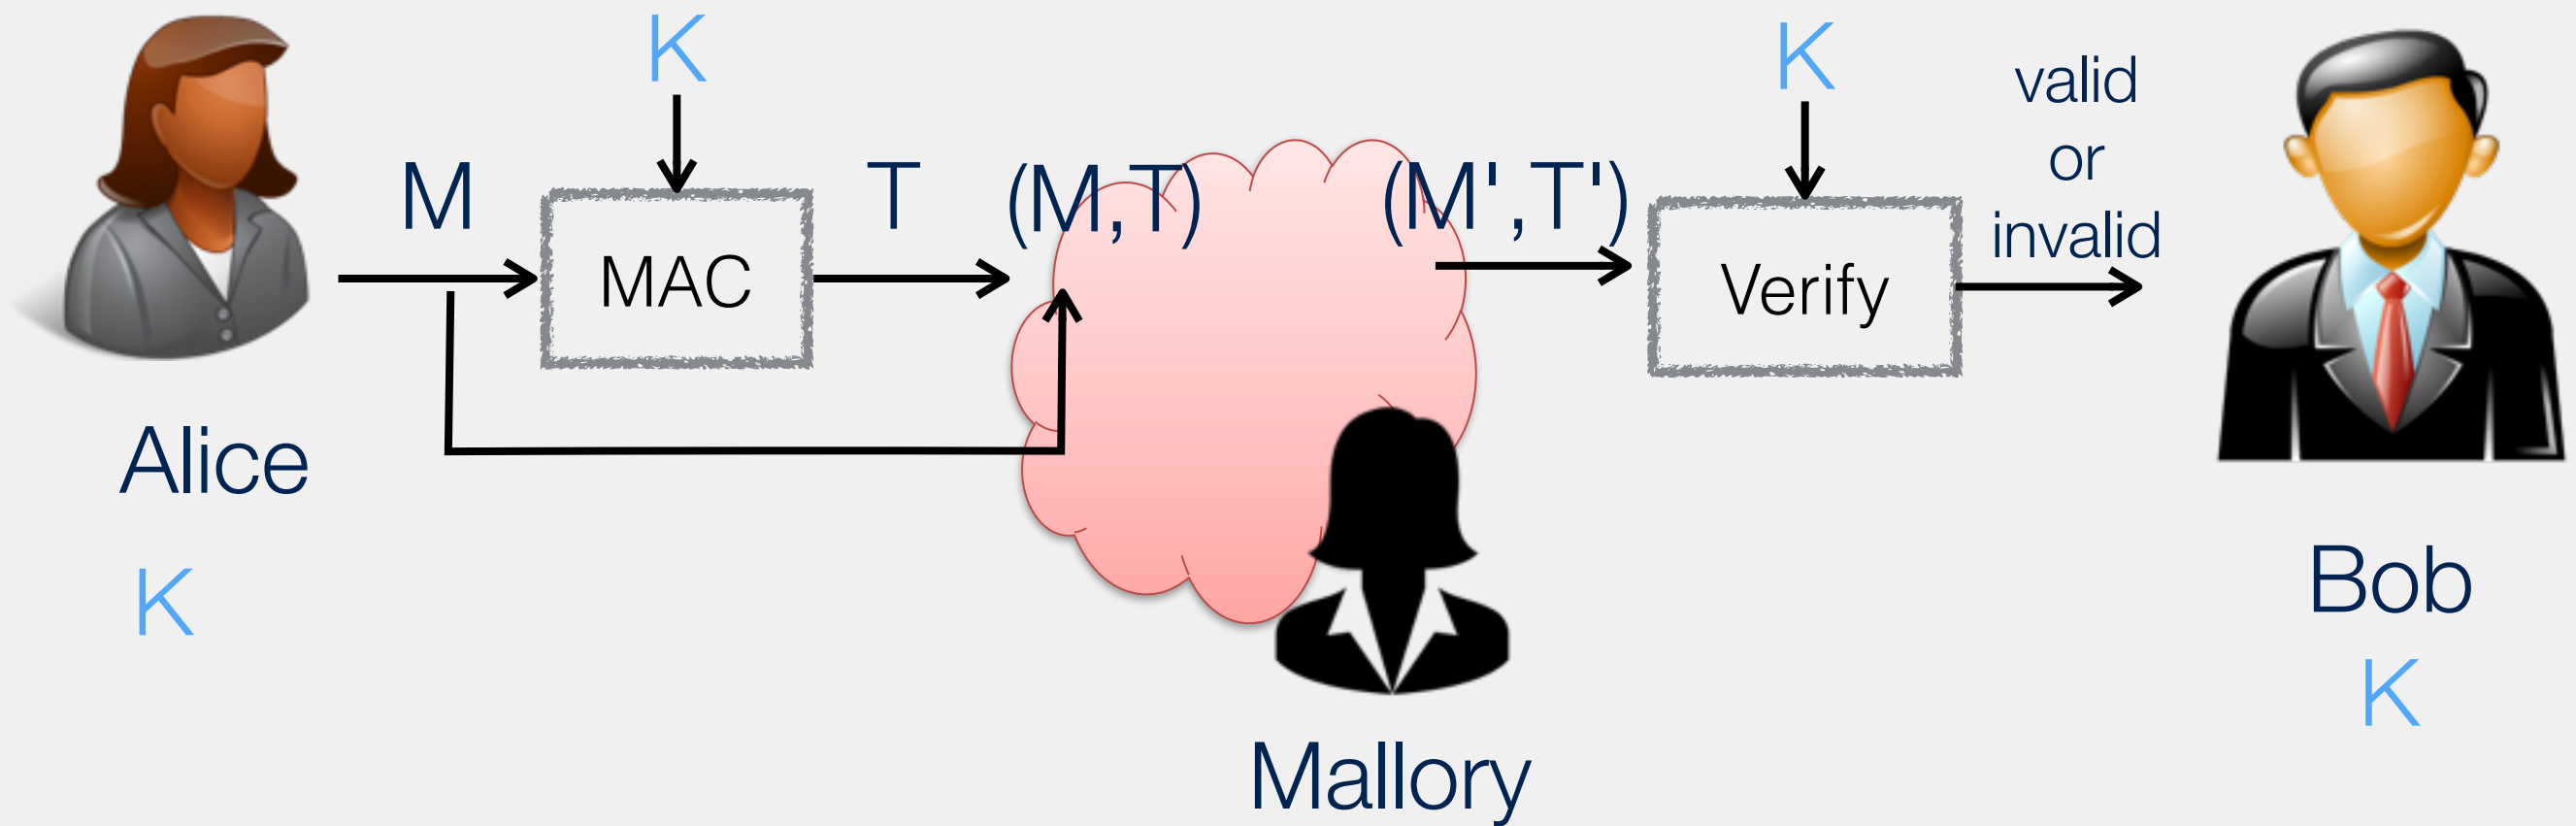 K
K
valid
or
invalid
M
T
(M,T)
(M',T')
MAC
Verify
Alice
K
Bob
K
Mallory